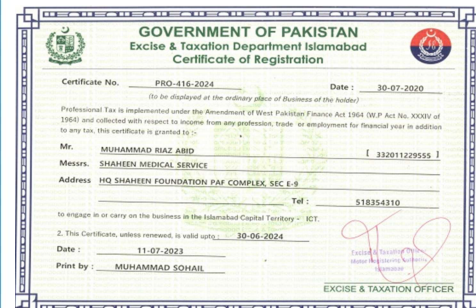 GOVERNMENT OF PAKISTAN
Excise & Taxation Department Islamabad
Certificate of Registration
Certificate No. PRO-416-2024 Date : 30-07-2020
(to be displayed at the ordinary place of Business of the holder)
Professional Tax is implemented under the Amendment of West Pakistan Finance Act 1964 (W.P Act No. XXXIV of
1964) and collected with respect to income from any profession, trade or employment for financial year in addition
to any tax, this certificate is granted to :-
Mr. MUHAMMAD RIAZ ABID [ 332011229555 ]
Messrs. SHAHEEN MEDICAL SERVICE
Address HQ SHAHEEN FOUNDATION PAF COMPLEX, SEC E-9
Tel : 518354310
to engage in or carry on the business in the Islamabad Capital Territory - ICT.
2. This Certificate, unless renewed, is valid upto : 30-06-2024
Date : 11-07-2023
Print by : MUHAMMAD SOHAIL
Excise & Taxation
Motor Registering
Islamabad
EXCISE & TAXATION OFFICER